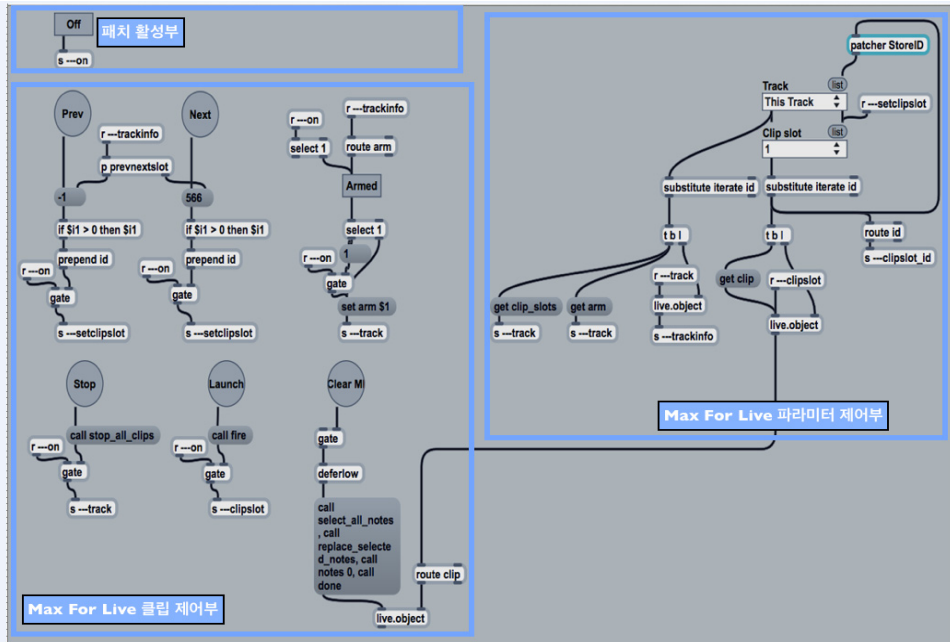 Off
패치 활성부
s ---on
Prev
Next
r ---trackinfo
p prevnextslot
-1
566
if $i1 > 0 then $i1
if $i1 > 0 then $i1
prepend id
prepend id
r ---on
r ---on
gate
gate
s ---setclipslot
s ---setclipslot
r ---on
r ---trackinfo
select 1
route arm
Armed
select 1
1
r ---on
gate
set arm $1
s ---track
Stop
Launch
Clear M
call stop_all_clips
call fire
r ---on
r ---on
gate
gate
s ---track
s ---clipslot
gate
deferlow
call
select_all_notes
, call
replace_selecte
d_notes, call
notes 0, call
done
route clip
live.object
Max For Live 클립 제어부
patcher StoreID
Track
list
This Track
r ---setclipslot
Clip slot
list
1
substitute iterate id
substitute iterate id
t b l
t b l
route id
s ---clipslot_id
r ---track
get clip
r ---clipslot
get clip_slots
get arm
live.object
s ---track
s ---track
s ---trackinfo
live.object
Max For Live 파라미터 제어부